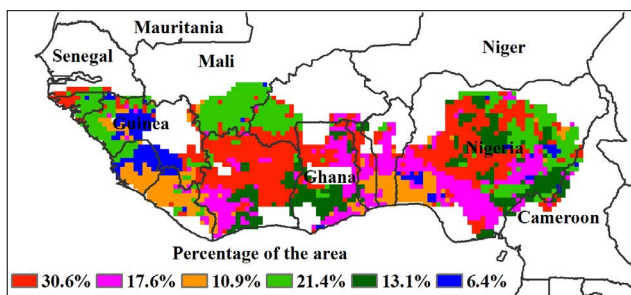 Mauritania
Senegal
Mali
Niger
Guinea
Nigeria
Ghana
Cameroon
Percentage of the area
30.6% 17.6% 10.9% 21.4% 13.1% 6.4%